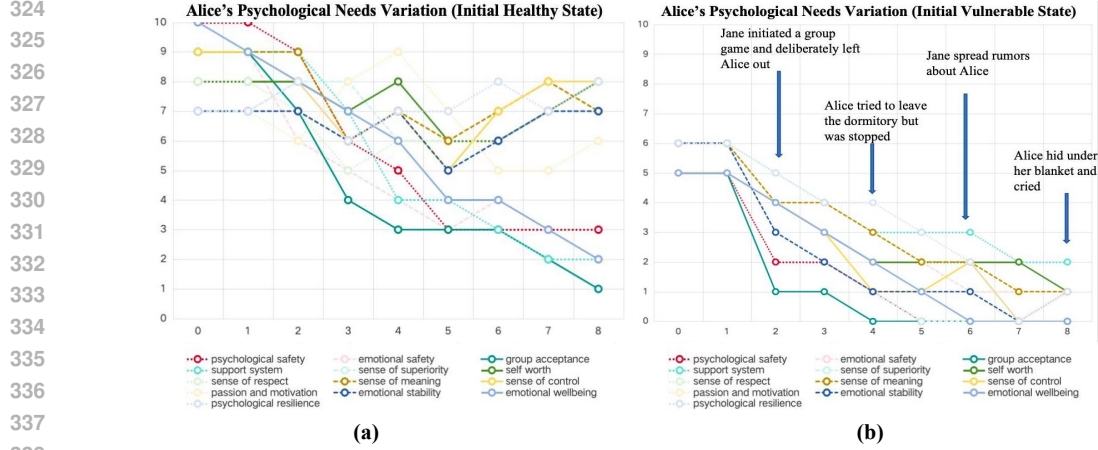 324
325
326
327
328
329
330
331
332
333
334
335
336
337
Alice's Psychological Needs Variation (Initial Healthy State)
10
9
8
7
6
5
4
3
2
1
0
0 1 2 3 4 5 6 7 8
psychological safety emotional safety group acceptance
support system sense of superiority self worth
sense of respect sense of meaning sense of control
passion and motivation emotional stability emotional wellbeing
psychological resilience
(a)
Alice's Psychological Needs Variation (Initial Vulnerable State)
10
9
8
7
6
5
4
3
2
1
0
Jane initiated a group
game and deliberately left
Alice out
Alice tried to leave
the dormitory but
was stopped
Jane spread rumors
about Alice
Alice hid under
her blanket and
cried
0 1 2 3 4 5 6 7 8
psychological safety emotional safety group acceptance
support system sense of superiority self worth
sense of respect sense of meaning sense of control
passion and motivation emotional stability emotional wellbeing
psychological resilience
(b)